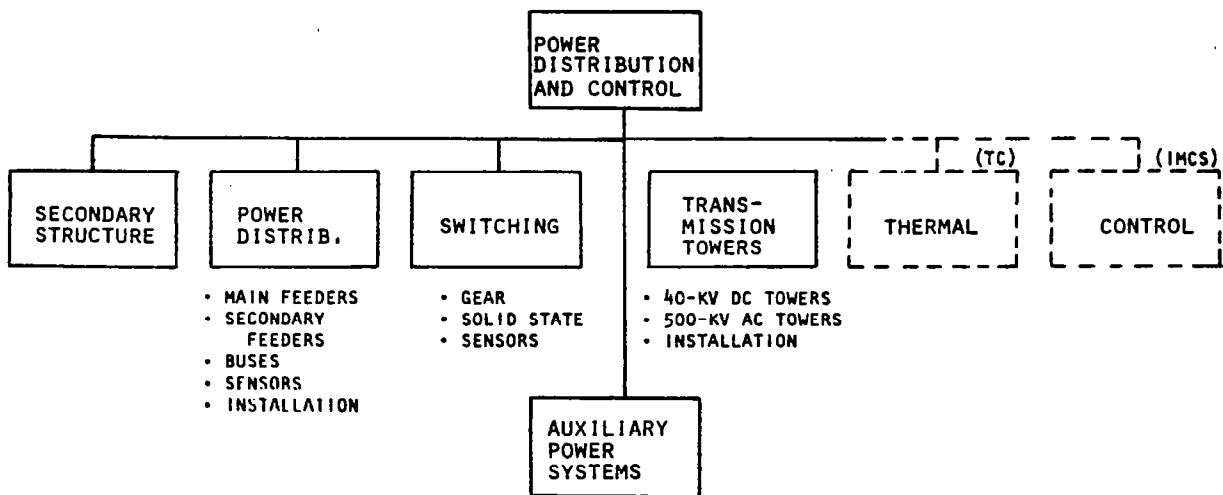 POWER
DISTRIBUTION
AND CONTROL
(TC)
(IMCS)
SECONDARY
STRUCTURE
POWER
DISTRIB.
SWITCHING
TRANS-
MISSION
TOWERS
THERMAL
CONTROL
• MAIN FEEDERS
• SECONDARY
FEEDERS
• BUSES
• SENSORS
• INSTALLATION
• GEAR
• SOLID STATE
• SENSORS
• 40-KV DC TOWERS
• 500-KV AC TOWERS
• INSTALLATION
AUXILIARY
POWER
SYSTEMS